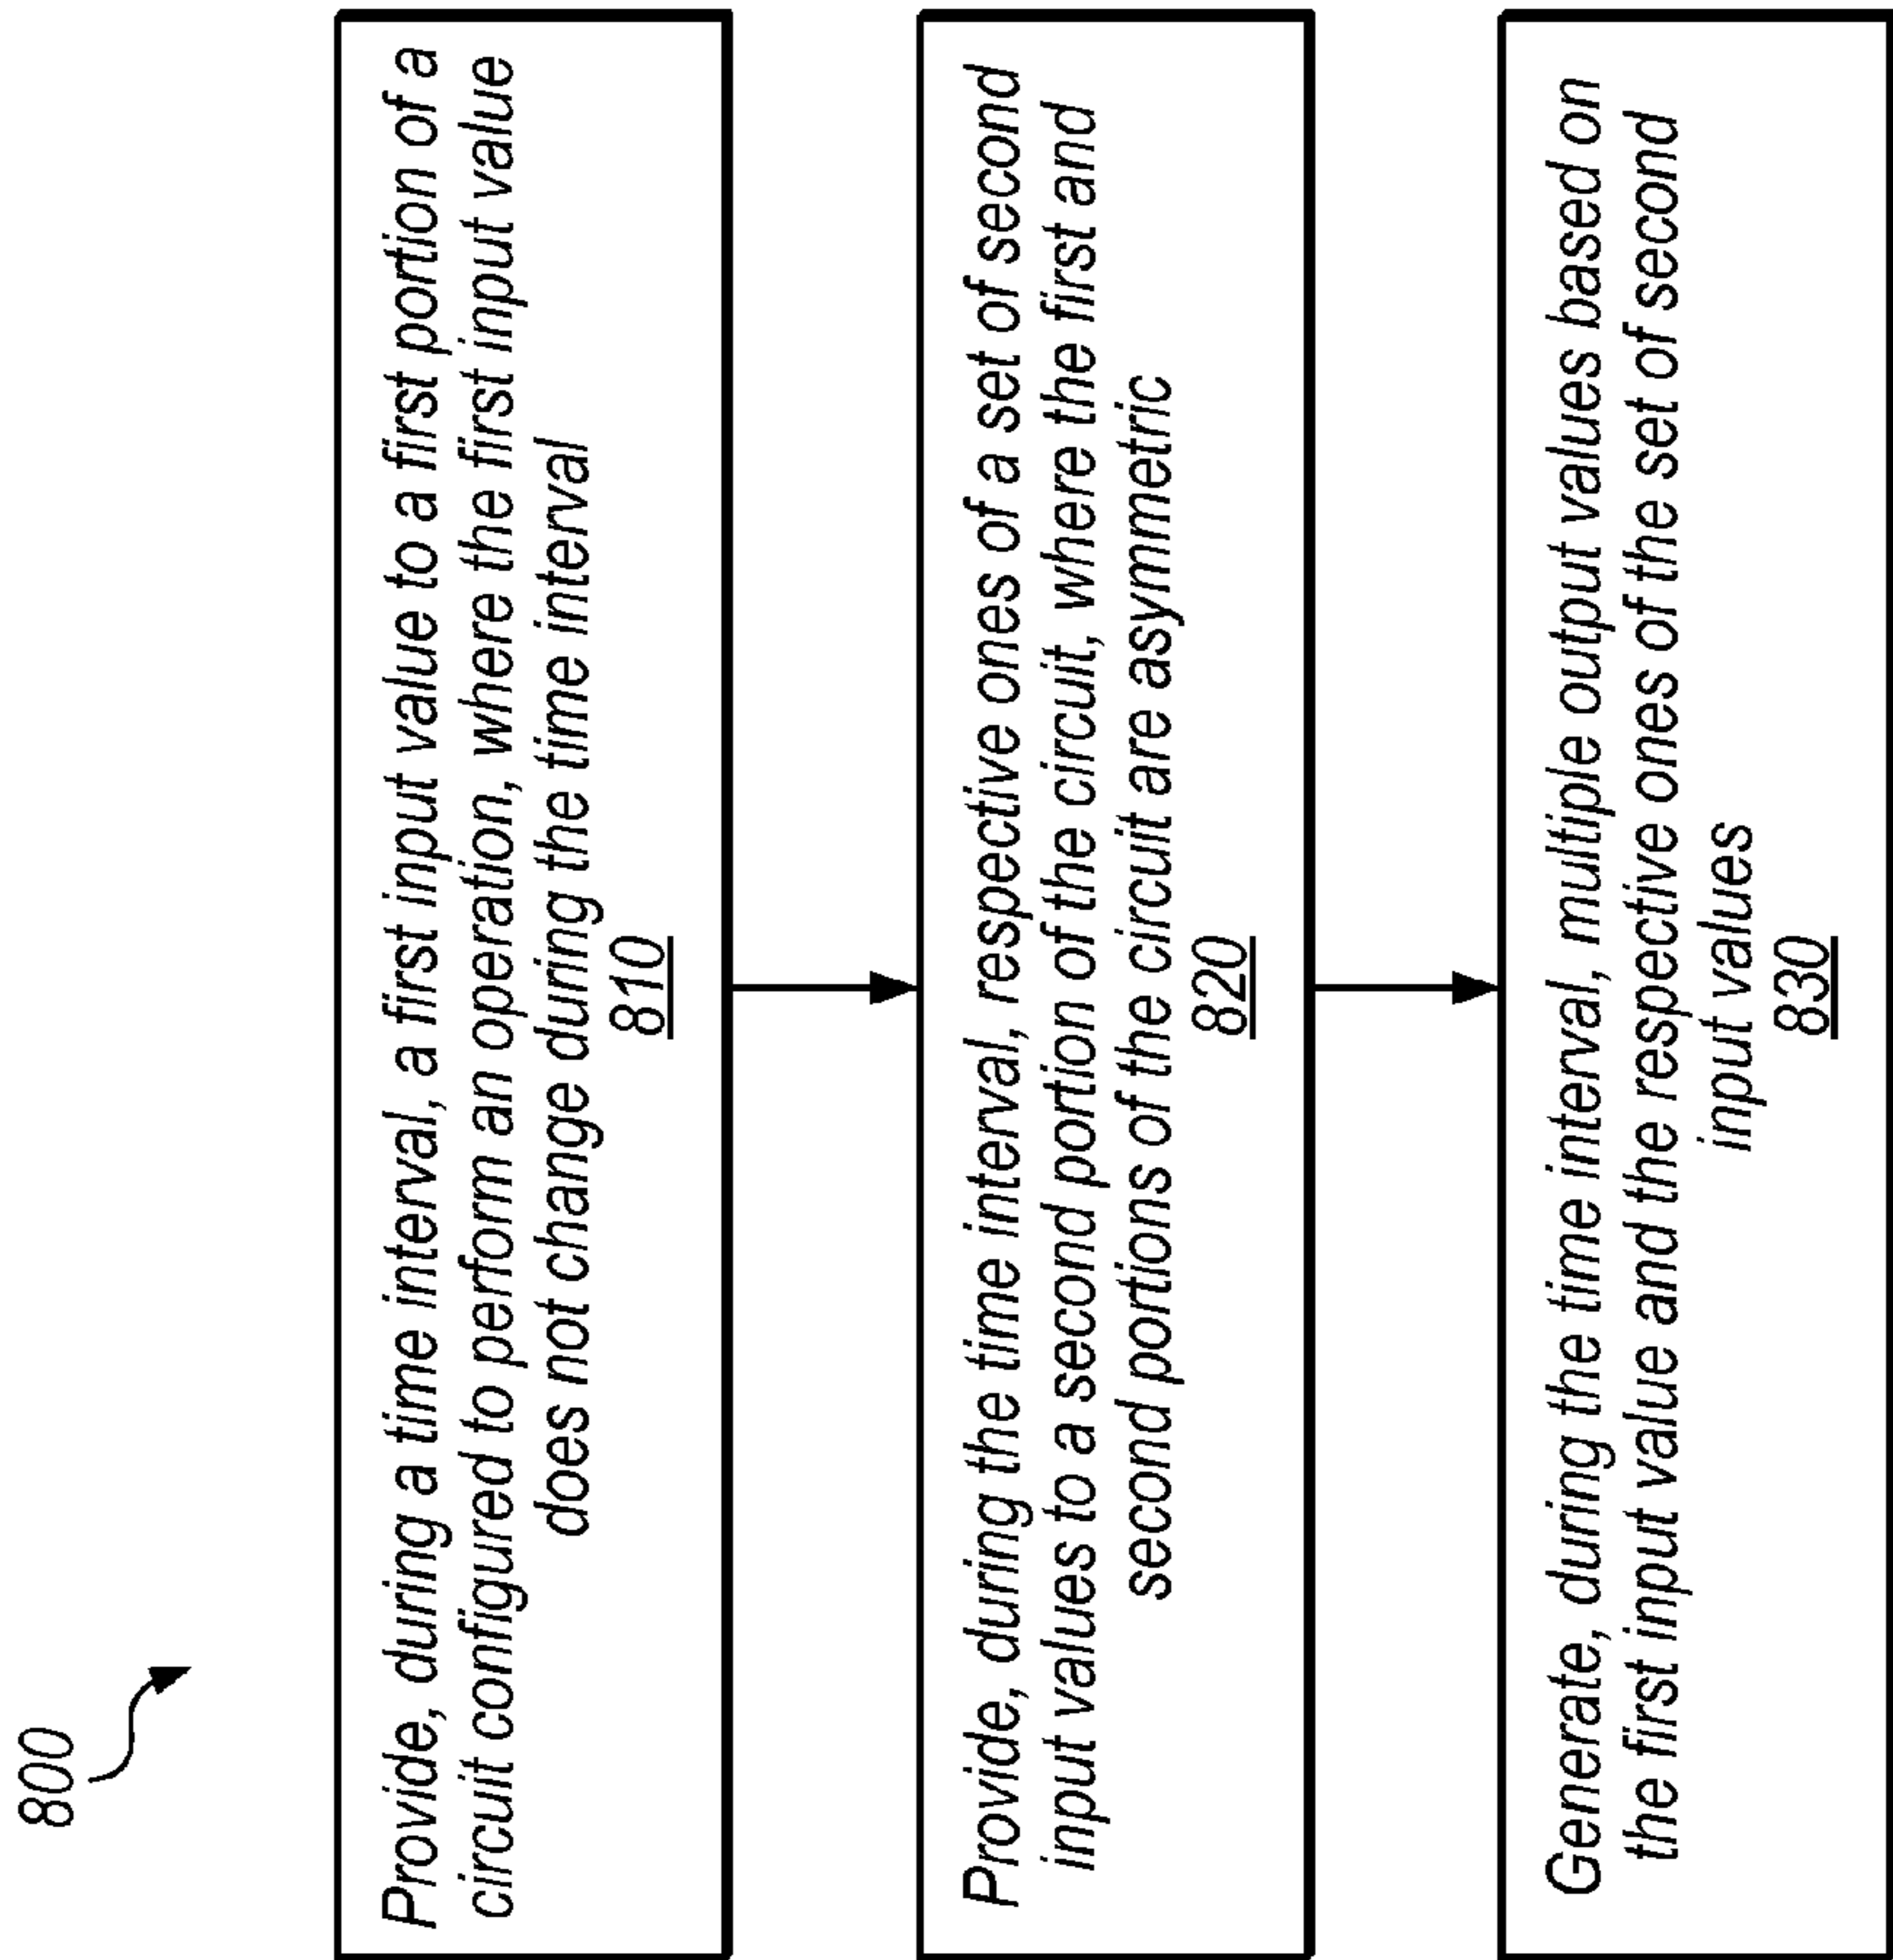 800
Provide, during a time interval, a first input value to a first portion of a
circuit configured to perform an operation, where the first input value
does not change during the time interval
810
Provide, during the time interval, respective ones of a set of second
input values to a second portion of the circuit, where the first and
second portions of the circuit are asymmetric
820
Generate, during the time interval, multiple output values based on
the first input value and the respective ones of the set of second
input values
830